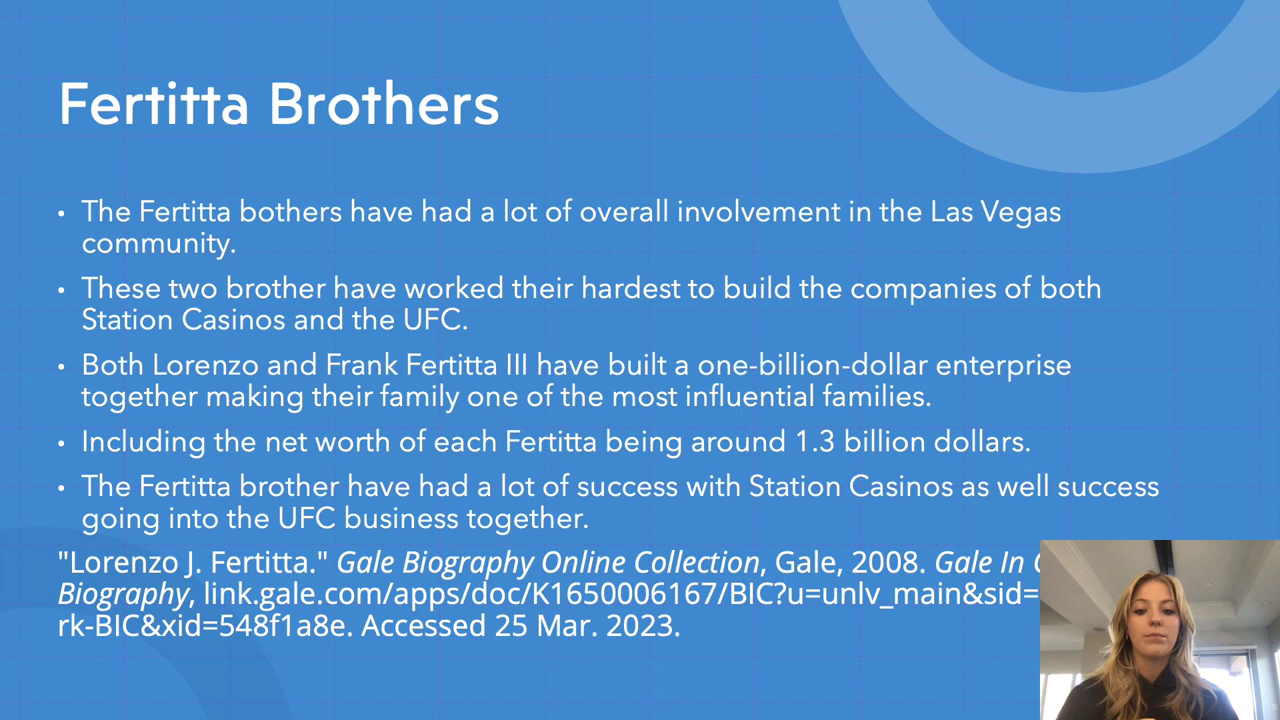 Fertitta Brothers
• The Fertitta bothers have had a lot of overall involvement in the Las Vegas
community.
• These two brother have worked their hardest to build the companies of both
Station Casinos and the UFC.
• Both Lorenzo and Frank Fertitta III have built a one-billion-dollar enterprise
together making their family one of the most influential families.
• Including the net worth of each Fertitta being around 1.3 billion dollars.
• The Fertitta brother have had a lot of success with Station Casinos as well success
going into the UFC business together.
"Lorenzo J. Fertitta." Gale Biography Online Collection, Gale, 2008. Gale In
Biography, link.gale.com/apps/doc/K1650006167/BIC?u=unlv_main&sid=
rk-BIC&xid=548f1a8e. Accessed 25 Mar. 2023.